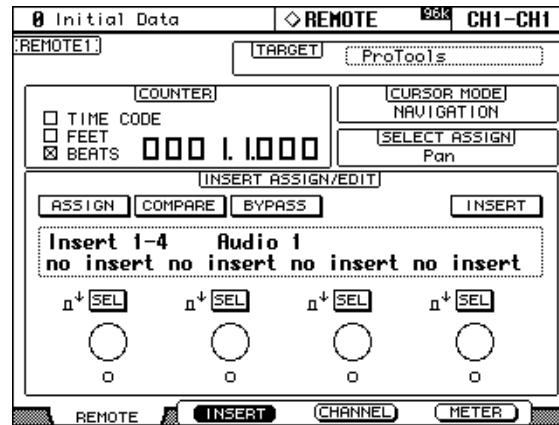 0 Initial Data ◇REMOTE 96K CH1-CH1
REMOTE1
TARGET ProTools
COUNTER
TIME CODE
FEET
BEATS 000 1.1.000
CURSOR MODE
NAVIGATION
SELECT ASSIGN
Pan
INSERT ASSIGN/EDIT
ASSIGN COMPARE BYPASS INSERT
Insert 1-4 Audio 1
no insert no insert no insert no insert
SEL SEL SEL SEL
REMOTE INSERT CHANNEL METER